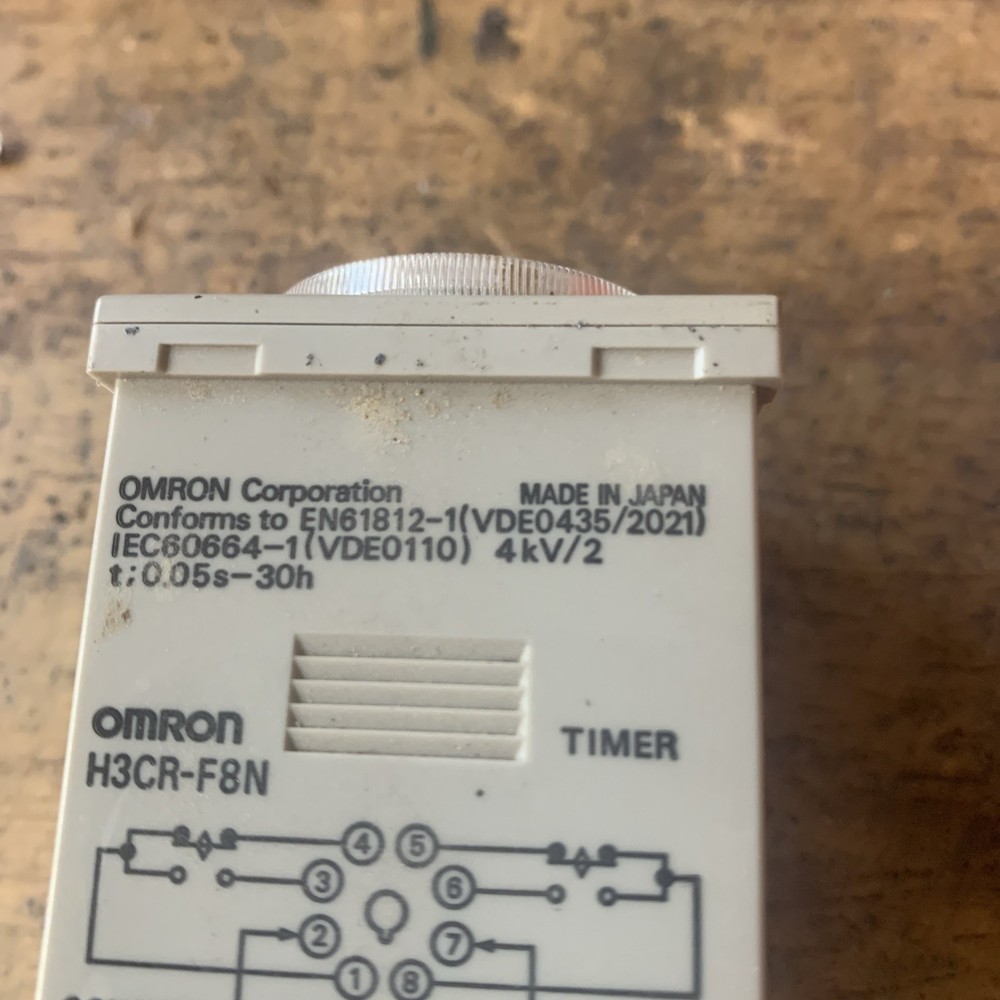 OMRON Corporation MADE IN JAPAN
Conforms to EN61812-1(VDE0435/2021)
IEC60664-1(VDE0110) 4kV/2
t:0.05s-30h
OMRON TIMER
H3CR-F8N
4 5
3 6
2 7
1 8